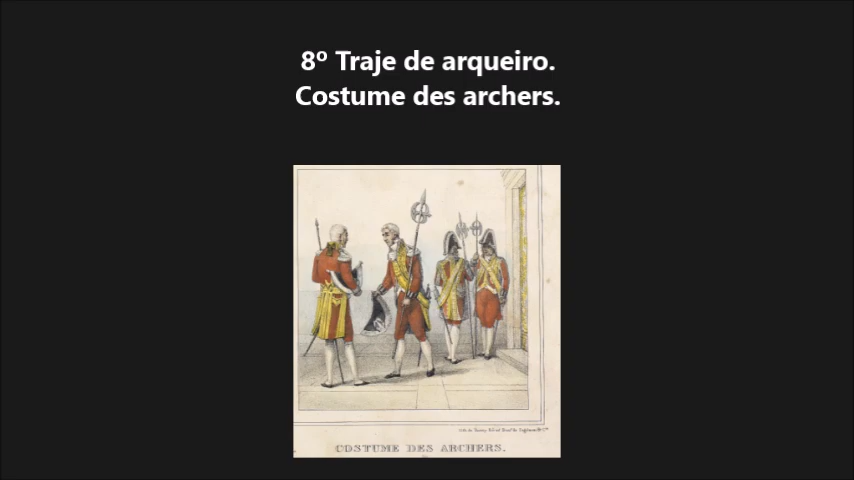 8º Traje de arqueiro.
Costume des archers.
COSTUME DES ARCHERS.